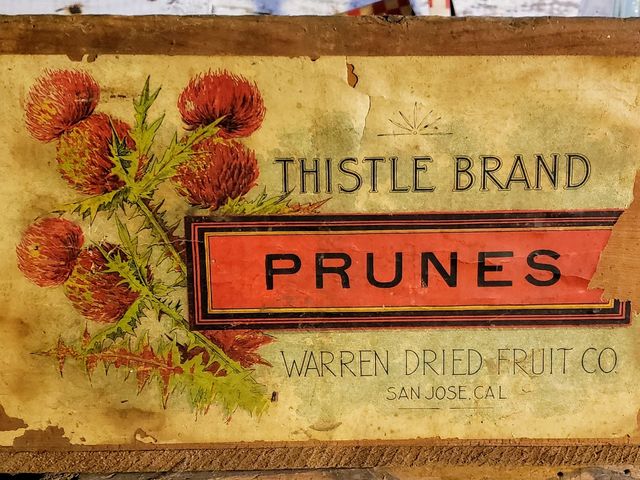 THISTLE BRAND
PRUNES
WARREN DRIED FRUIT CO.
SAN JOSE, CAL